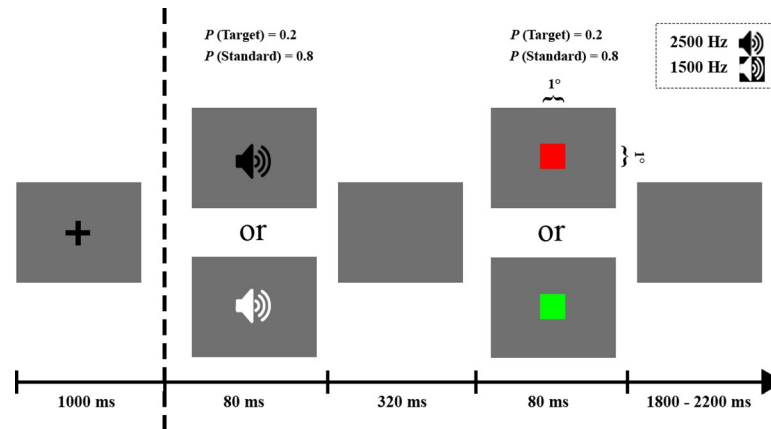 P (Target) = 0.2
P (Standard) = 0.8
P (Target) = 0.2
P (Standard) = 0.8
2500 Hz
1500 Hz
1°
1°
or
or
1000 ms
80 ms
320 ms
80 ms
1800 - 2200 ms